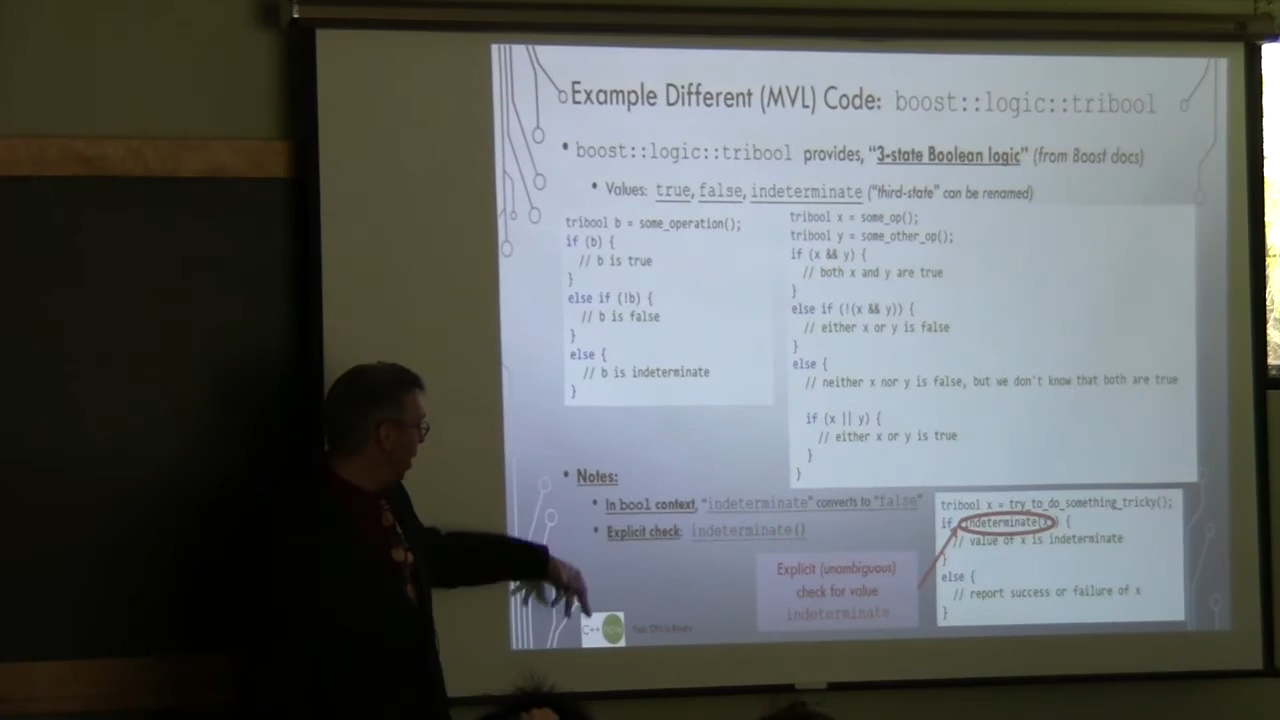 Example Different (MVL) Code: boost::logic::tribool
• boost::logic::tribool provides, “3-state Boolean logic” (from Boost docs)
• Values: true, false, indeterminate (“third-state” can be renamed)
tribool b = some_operation();
if (b) {
// b is true
}
else if (!b) {
// b is false
}
else {
// b is indeterminate
}
tribool x = some_op();
tribool y = some_other_op();
if (x && y) {
// both x and y are true
}
else if (!(x && y)) {
// either x or y is false
}
else {
// neither x nor y is false, but we don't know that both are true
if (x || y) {
// either x or y is true
}
}
• Notes:
• In bool context, “indeterminate” converts to “false”
• Explicit check: indeterminate()
Explicit (unambiguous)
check for value
indeterminate
tribool x = try_to_do_something_tricky();
if (indeterminate(x)) {
// value of x is indeterminate
}
else {
// report success or failure of x
}
C++